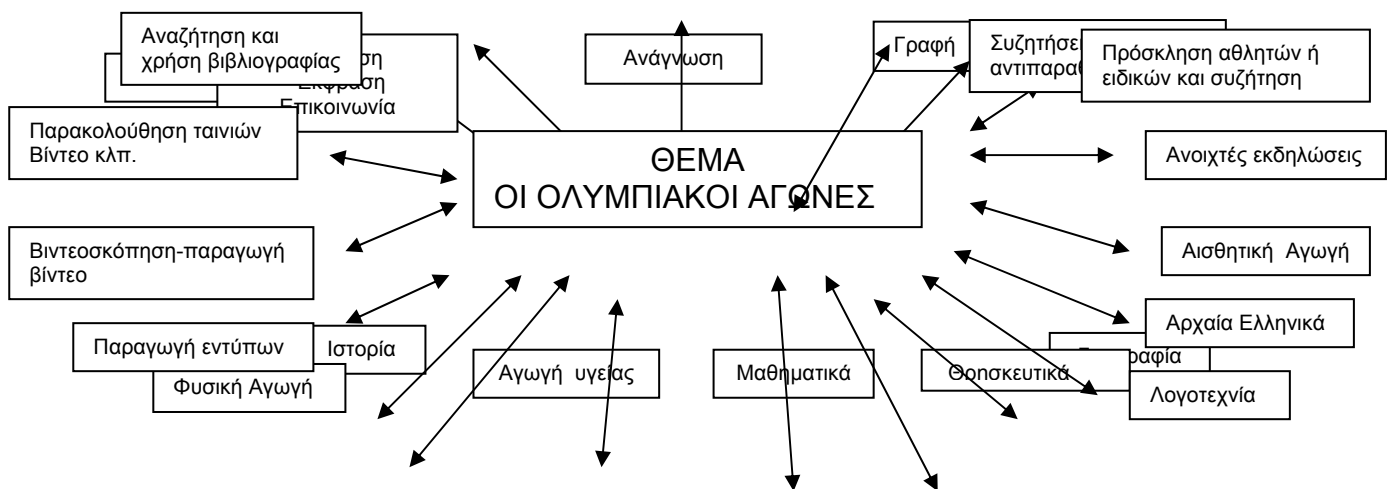 Αναζήτηση και
χρήση βιβλιογραφίας
Έκφραση
Επικοινωνία
Ανάγνωση
Γραφή
Πρόσκληση αθλητών ή
ειδικών και συζήτηση
Παρακολούθηση ταινιών
Βίντεο κλπ.
ΘΕΜΑ
ΟΙ ΟΛΥΜΠΙΑΚΟΙ ΑΓΩΝΕΣ
Ανοιχτές εκδηλώσεις
Βιντεοσκόπηση-παραγωγή
βίντεο
Αισθητική Αγωγή
Παραγωγή εντύπων
Ιστορία
Φυσική Αγωγή
Αγωγή υγείας
Μαθηματικά
Θρησκευτικά
Αρχαία Ελληνικά
Λογοτεχνία